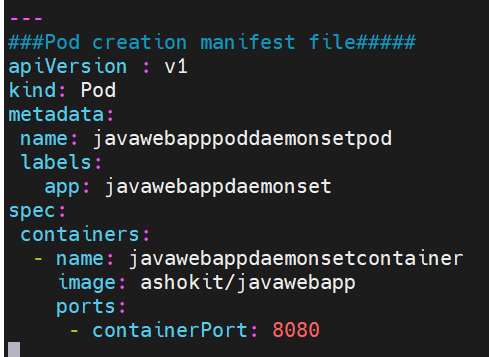 ---
###Pod creation manifest file#####
apiVersion : v1
kind: Pod
metadata:
 name: javawebapppoddaemonsetpod
 labels:
   app: javawebappdaemonset
spec:
 containers:
  - name: javawebappdaemonsetcontainer
    image: ashokit/javawebapp
    ports:
     - containerPort: 8080